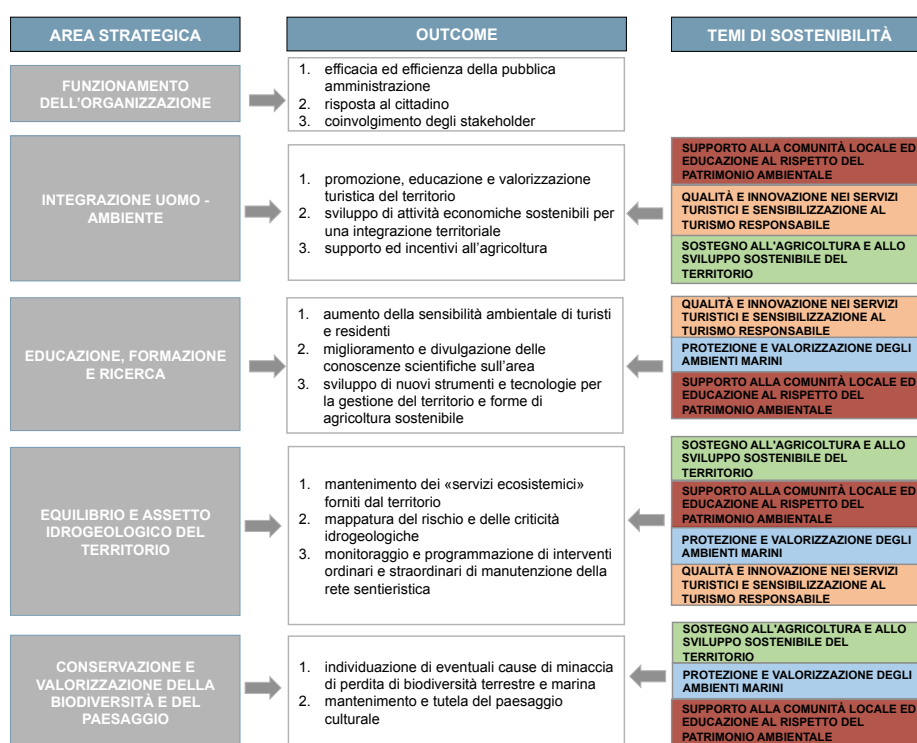 AREA STRATEGICA
OUTCOME
TEMI DI SOSTENIBILITÀ
FUNZIONAMENTO
DELL'ORGANIZZAZIONE
1. efficacia ed efficienza della pubblica
amministrazione
2. risposta al cittadino
3. coinvolgimento degli stakeholder
INTEGRAZIONE UOMO -
AMBIENTE
1. promozione, educazione e valorizzazione
turistica del territorio
2. sviluppo di attività economiche sostenibili per
una integrazione territoriale
3. supporto ed incentivi all'agricoltura
SUPPORTO ALLA COMUNITÀ LOCALE ED
EDUCAZIONE AL RISPETTO DEL
PATRIMONIO AMBIENTALE
QUALITÀ E INNOVAZIONE NEI SERVIZI
TURISTICI E SENSIBILIZZAZIONE AL
TURISMO RESPONSABILE
SOSTEGNO ALL'AGRICOLTURA E ALLO
SVILUPPO SOSTENIBILE DEL
TERRITORIO
EDUCAZIONE, FORMAZIONE
E RICERCA
1. aumento della sensibilità ambientale di turisti
e residenti
2. miglioramento e divulgazione delle
conoscenze scientifiche sull'area
3. sviluppo di nuovi strumenti e tecnologie per
la gestione del territorio e forme di
agricoltura sostenibile
QUALITÀ E INNOVAZIONE NEI SERVIZI
TURISTICI E SENSIBILIZZAZIONE AL
TURISMO RESPONSABILE
PROTEZIONE E VALORIZZAZIONE DEGLI
AMBIENTI MARINI
SUPPORTO ALLA COMUNITÀ LOCALE ED
EDUCAZIONE AL RISPETTO DEL
PATRIMONIO AMBIENTALE
EQUILIBRIO E ASSETTO
IDROGEOLOGICO DEL
TERRITORIO
1. mantenimento dei «servizi ecosistemici»
forniti dal territorio
2. mappatura del rischio e delle criticità
idrogeologiche
3. monitoraggio e programmazione di interventi
ordinari e straordinari di manutenzione della
rete sentieristica
SOSTEGNO ALL'AGRICOLTURA E ALLO
SVILUPPO SOSTENIBILE DEL
TERRITORIO
SUPPORTO ALLA COMUNITÀ LOCALE ED
EDUCAZIONE AL RISPETTO DEL
PATRIMONIO AMBIENTALE
PROTEZIONE E VALORIZZAZIONE DEGLI
AMBIENTI MARINI
QUALITÀ E INNOVAZIONE NEI SERVIZI
TURISTICI E SENSIBILIZZAZIONE AL
TURISMO RESPONSABILE
CONSERVAZIONE E
VALORIZZAZIONE DELLA
BIODIVERSITÀ E DEL
PAESAGGIO
1. individuazione di eventuali cause di minaccia
di perdita di biodiversità terrestre e marina
2. mantenimento e tutela del paesaggio
culturale
SOSTEGNO ALL'AGRICOLTURA E ALLO
SVILUPPO SOSTENIBILE DEL
TERRITORIO
PROTEZIONE E VALORIZZAZIONE DEGLI
AMBIENTI MARINI
SUPPORTO ALLA COMUNITÀ LOCALE ED
EDUCAZIONE AL RISPETTO DEL
PATRIMONIO AMBIENTALE